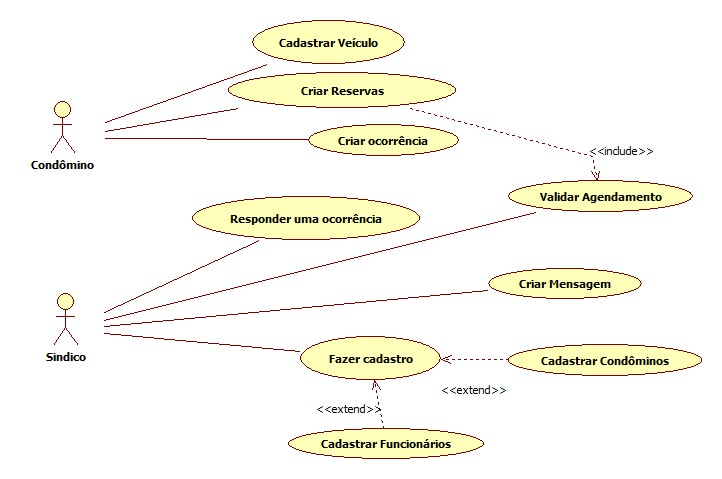 Cadastrar Veículo
Criar Reservas
Criar ocorrência
Condômino
<<include>>
Validar Agendamento
Responder uma ocorrência
Criar Mensagem
Sindico
Fazer cadastro
Cadastrar Condôminos
<<extend>>
<<extend>>
Cadastrar Funcionários